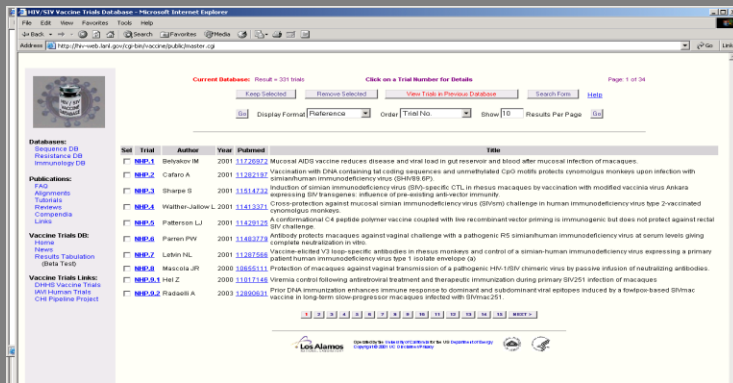 HIV/SIV Vaccine Trials Database - Microsoft Internet Explorer
File Edit View Favorites Tools Help
Back Search Favorites Media
Address http://hiv-web.lanl.gov/cgi-bin/vaccine/public/master.cgi Go Link
Current Database: Result = 331 trials Click on a Trial Number for Details Page: 1 of 34
Keep Selected Remove Selected View Trials in Previous Database Search Form Help
Go Display Format Reference Order Trial No. Show 10 Results Per Page Go
HIV / SIV VACCINE DATABASE
Databases:
Sequence DB
Resistance DB
Immunology DB
Publications:
FAQ
Alignments
Tutorials
Reviews
Compendia
Links
Vaccine Trials DB:
Home
News
Results Tabulation
(Beta Test)
Vaccine Trials Links:
DHHS Vaccine Trials
IAVI Human Trials
CHI Pipeline Project
Sel Trial Author Year Pubmed Title
NHP.1 Belyakov IM 2001 11726972 Mucosal AIDS vaccine reduces disease and viral load in gut reservoir and blood after mucosal infection of macaques.
NHP.2 Cafaro A 2001 11282197 Vaccination with DNA containing tat coding sequences and unmethylated CpG motifs protects cynomolgus monkeys upon infection with
simian/human immunodeficiency virus (SHIV89.6P).
NHP.3 Sharpe S 2001 11514732 Induction of simian immunodeficiency virus (SIV)-specific CTL in rhesus macaques by vaccination with modified vaccinia virus Ankara
expressing SIV transgenes: influence of pre-existing anti-vector immunity.
NHP.4 Walther-Jallow L 2001 11413371 Cross-protection against mucosal simian immunodeficiency virus (SIVsm) challenge in human immunodeficiency virus type 2-vaccinated
cynomolgus monkeys.
NHP.5 Patterson LJ 2001 11429125 A conformational C4 peptide polymer vaccine coupled with live recombinant vector priming is immunogenic but does not protect against rectal
SIV challenge.
NHP.6 Parren PW 2001 11483779 Antibody protects macaques against vaginal challenge with a pathogenic R5 simian/human immunodeficiency virus at serum levels giving
complete neutralization in vitro.
NHP.7 Letvin NL 2001 11287566 Vaccine-elicited V3 loop-specific antibodies in rhesus monkeys and control of a simian-human immunodeficiency virus expressing a primary
patient human immunodeficiency virus type 1 isolate envelope (a)
NHP.8 Mascola JR 2000 10655111 Protection of macaques against vaginal transmission of a pathogenic HIV-1/SIV chimeric virus by passive infusion of neutralizing antibodies.
NHP.9.1 Hel Z 2000 11017146 Viremia control following antiretroviral treatment and therapeutic immunization during primary SIV251 infection of macaques
NHP.9.2 Radaelli A 2003 12890631 Prior DNA immunization enhances immune response to dominant and subdominant viral epitopes induced by a fowlpox-based SIVmac
vaccine in long-term slow-progressor macaques infected with SIVmac251.
1 2 3 4 5 6 7 8 9 10 11 12 13 14 15 NEXT >
Los Alamos
Operated by the University of California for the US Department of Energy